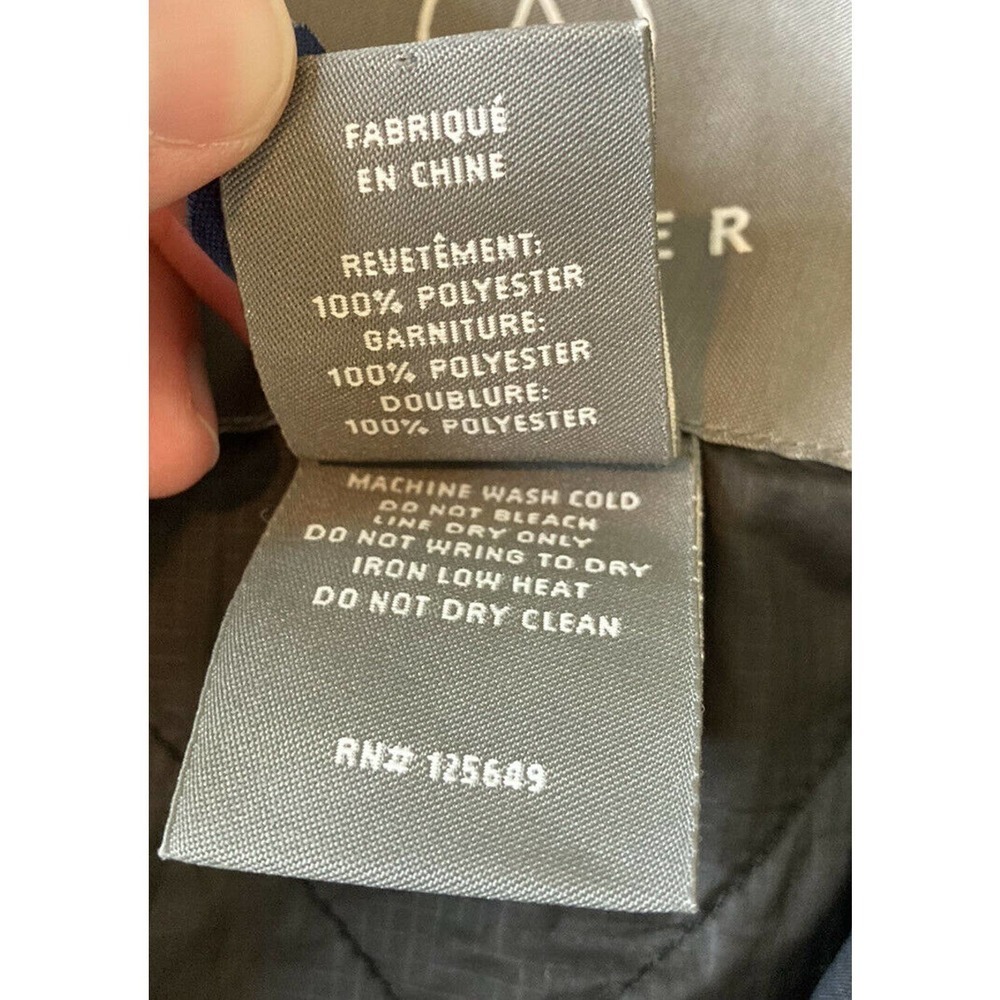 FABRIQUÉ
EN CHINE
REVETÊMENT:
100% POLYESTER
GARNITURE:
100% POLYESTER
DOUBLURE:
100% POLYESTER
ER
MACHINE WASH COLD
DO NOT BLEACH
LINE DRY ONLY
DO NOT WRING TO DRY
IRON LOW HEAT
DO NOT DRY CLEAN
RN# 125649